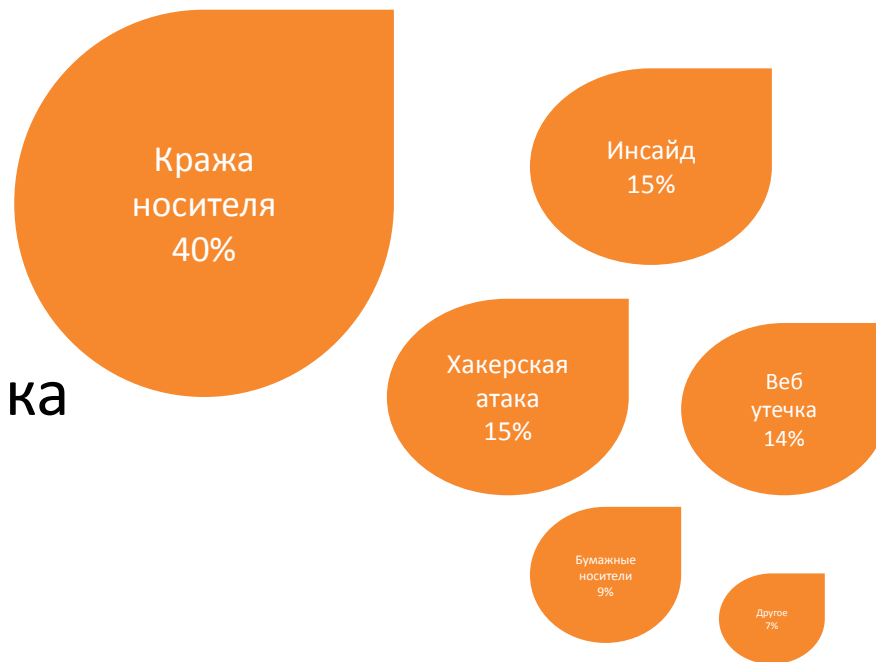 Кража
носителя
40%
Инсайд
15%
Хакерская
атака
15%
ка
Веб
утечка
14%
Бумажные
носители
9%
Другое
7%